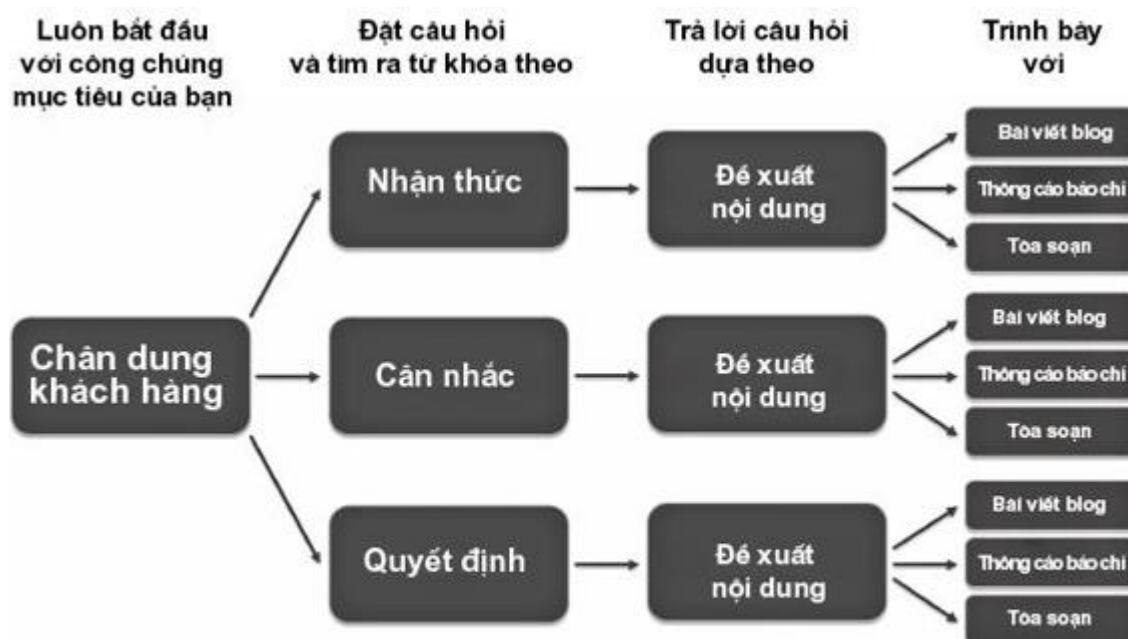 Luôn bắt đầu
với công chúng
mục tiêu của bạn
Đặt câu hỏi
và tìm ra từ khóa theo
Trả lời câu hỏi
dựa theo
Trình bày
với
Chân dung
khách hàng
Nhận thức
Đề xuất
nội dung
Bài viết blog
Thông cáo báo chí
Tòa soạn
Cân nhắc
Đề xuất
nội dung
Bài viết blog
Thông cáo báo chí
Tòa soạn
Quyết định
Đề xuất
nội dung
Bài viết blog
Thông cáo báo chí
Tòa soạn